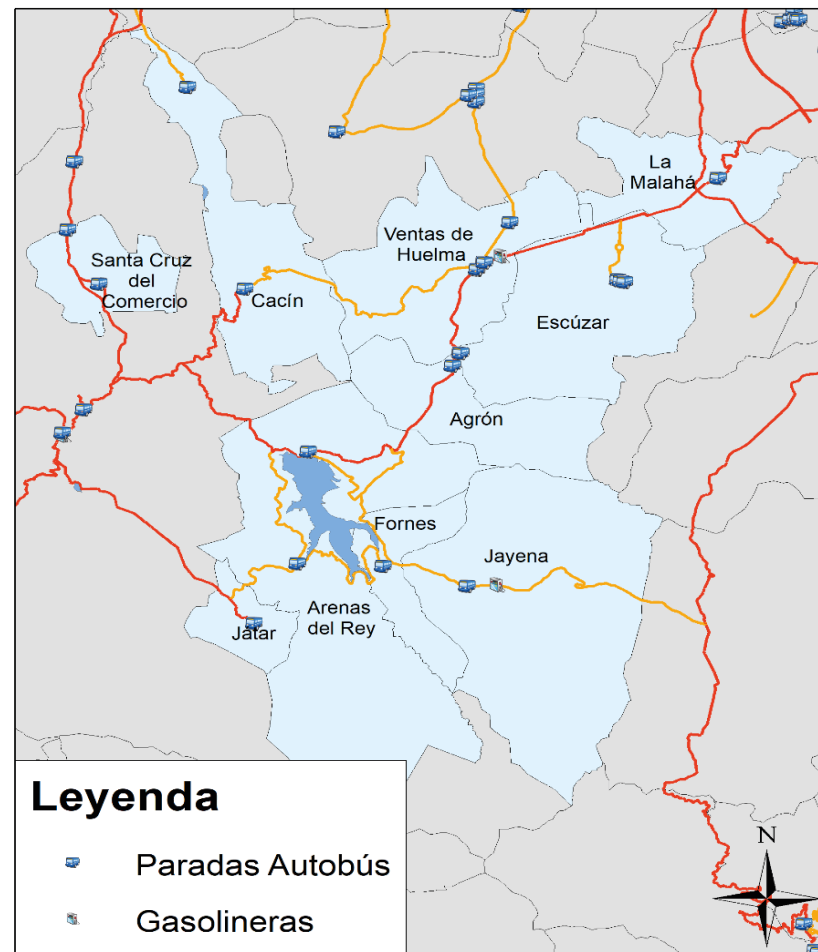 La
Malahá
Ventas de
Huelma
Santa Cruz
del
Comercio
Cacín
Escúzar
Agrón
Fornes
Jayena
Arenas
del Rey
Játar
Leyenda
Paradas Autobús
Gasolineras
N